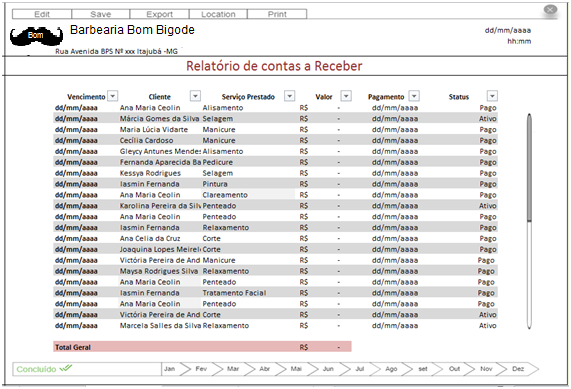 Edit Save Export Location Print
Bom Barbearia Bom Bigode dd/mm/aaaa
hh:mm
Rua Avenida BPS Nº xxx Itajubá -MG
Relatório de contas a Receber
Vencimento Cliente Serviço Prestado Valor Pagamento Status
dd/mm/aaaa Ana Maria Ceolin Alisamento R$ - dd/mm/aaaa Pago
dd/mm/aaaa Márcia Gomes da Silva Selagem R$ - dd/mm/aaaa Ativo
dd/mm/aaaa Maria Lúcia Vidarte Manicure R$ - dd/mm/aaaa Pago
dd/mm/aaaa Cecília Cardoso Manicure R$ - dd/mm/aaaa Pago
dd/mm/aaaa Gleycy Antunes Mendes Alisamento R$ - dd/mm/aaaa Pago
dd/mm/aaaa Fernanda Aparecida Ba Pedicure R$ - dd/mm/aaaa Pago
dd/mm/aaaa Kessya Rodrigues Selagem R$ - dd/mm/aaaa Pago
dd/mm/aaaa Iasmin Fernanda Pintura R$ - dd/mm/aaaa Pago
dd/mm/aaaa Ana Maria Ceolin Clareamento R$ - dd/mm/aaaa Pago
dd/mm/aaaa Karolina Pereira da Silv Penteado R$ - dd/mm/aaaa Ativo
dd/mm/aaaa Ana Maria Ceolin Penteado R$ - dd/mm/aaaa Pago
dd/mm/aaaa Iasmin Fernanda Relaxamento R$ - dd/mm/aaaa Pago
dd/mm/aaaa Ana Celia da Cruz Corte R$ - dd/mm/aaaa Pago
dd/mm/aaaa Joaquina Lopes Meirele Corte R$ - dd/mm/aaaa Pago
dd/mm/aaaa Victória Pereira de And Manicure R$ - dd/mm/aaaa Pago
dd/mm/aaaa Maysa Rodrigues Silva Relaxamento R$ - dd/mm/aaaa Pago
dd/mm/aaaa Ana Maria Ceolin Penteado R$ - dd/mm/aaaa Pago
dd/mm/aaaa Iasmin Fernanda Tratamento Facial R$ - dd/mm/aaaa Pago
dd/mm/aaaa Ana Maria Ceolin Penteado R$ - dd/mm/aaaa Pago
dd/mm/aaaa Victória Pereira de And Corte R$ - dd/mm/aaaa Ativo
dd/mm/aaaa Marcela Salles da Silva Relaxamento R$ - dd/mm/aaaa Ativo
Total Geral R$ -
Concluído Jan Fev Mar Abr Mai Jun Jul Ago set Out Nov Dez